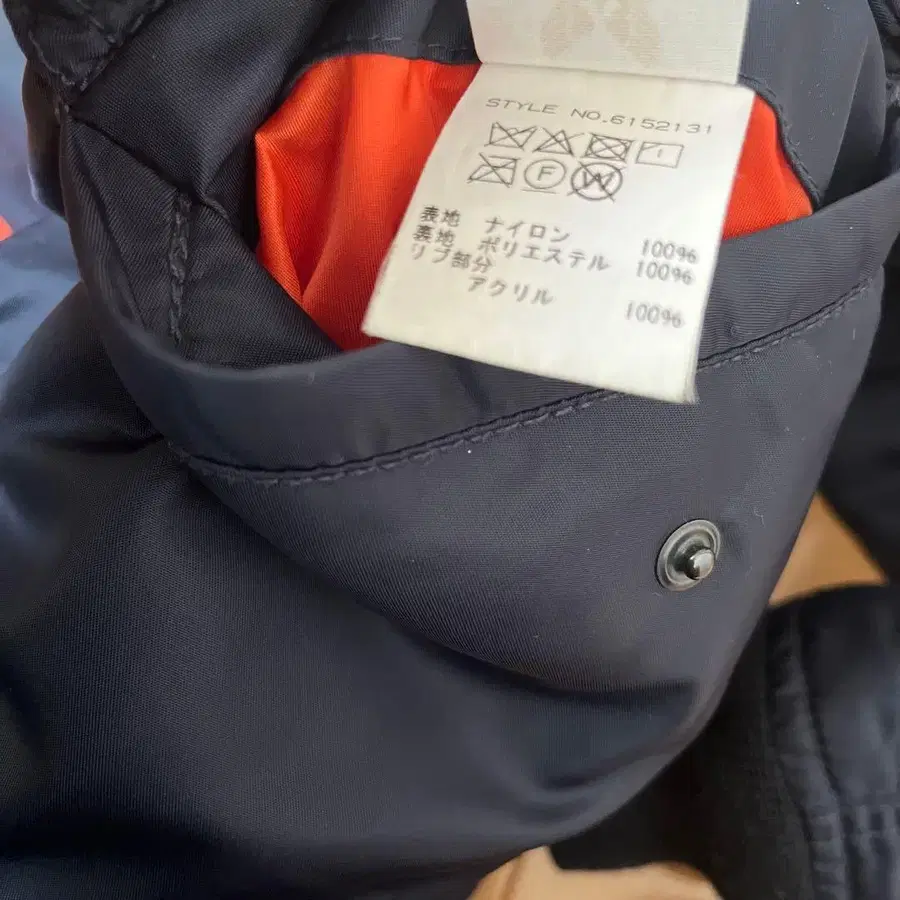 STYLE NO.6152131
F
W
表地 ナイロン 100%
裏地 ポリエステル 100%
リブ部分
アクリル 100%